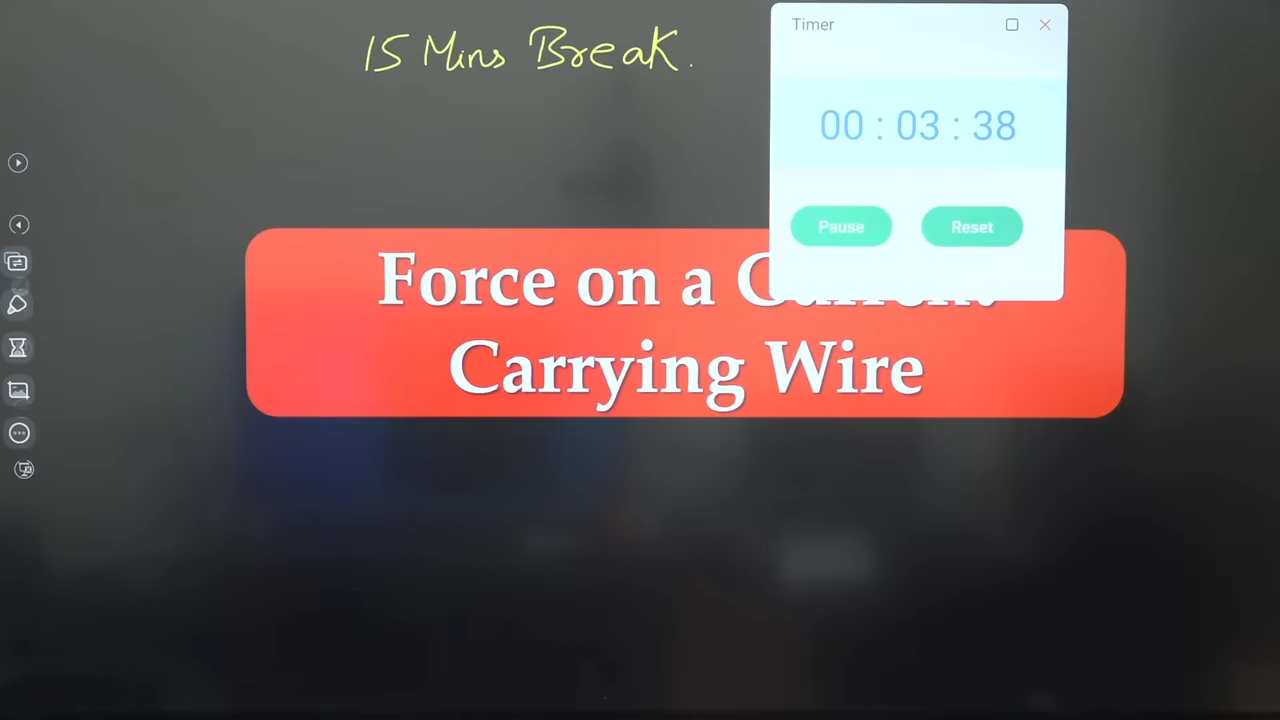 15 Mins Break.
Timer
00 : 03 : 38
Pause
Reset
Force on a
Carrying Wire